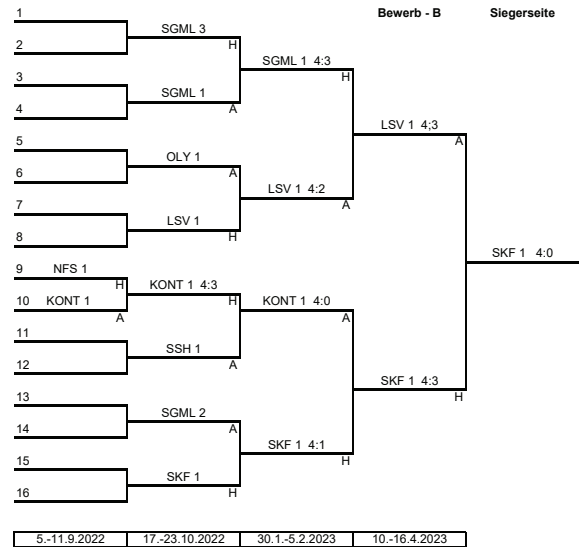 Bewerb - B Siegerseite
1
SGML 3
2 H
SGML 1 4:3
3 H
SGML 1
4 A
LSV 1 4;3
5 A
OLY 1
6 A
LSV 1 4:2
7 A
LSV 1
8 H
SKF 1 4:0
9 NFS 1
H KONT 1 4:3
10 KONT 1 H KONT 1 4:0
A A
11
SSH 1
12 A
SKF 1 4:3
13 H
SGML 2
14 A
SKF 1 4:1
15 H
SKF 1
16 H
5.-11.9.2022 17.-23.10.2022 30.1.-5.2.2023 10.-16.4.2023